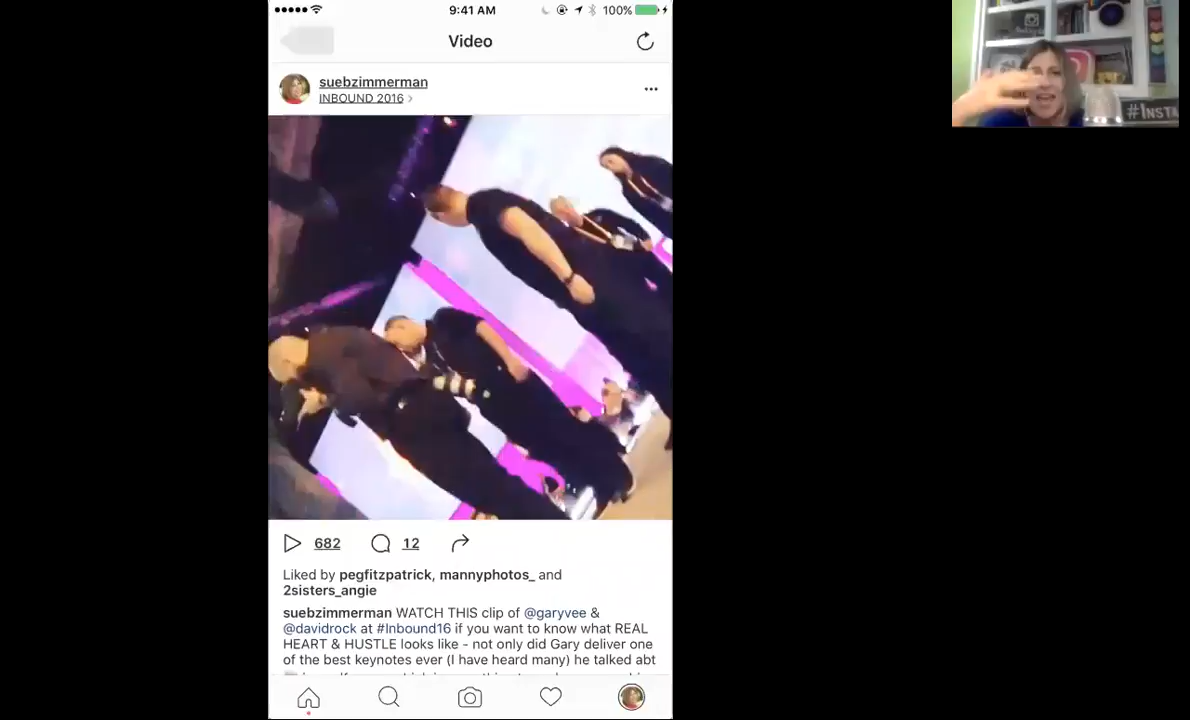 9:41 AM
100%
Video
suebzimmerman
INBOUND 2016 >
682
12
Liked by pegfitzpatrick, mannyphotos_ and
2sisters_angie
suebzimmerman WATCH THIS clip of @garyvee &
@davidrock at #Inbound16 if you want to know what REAL
HEART & HUSTLE looks like - not only did Gary deliver one
of the best keynotes ever (I have heard many) he talked abt
#INSTA